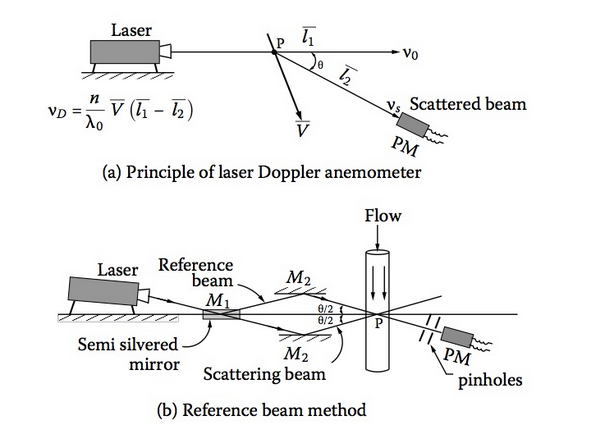 Laser
P
l̅₁
ν₀
θ
l̅₂
ν_D = n/λ₀ V̅ (l̅₁ − l̅₂)
ν_s Scattered beam
V̅
PM
(a) Principle of laser Doppler anemometer
Flow
Laser
Reference
beam
M₁
M₂
θ/2
θ/2
P
Semi silvered
mirror
M₂
Scattering beam
PM
pinholes
(b) Reference beam method